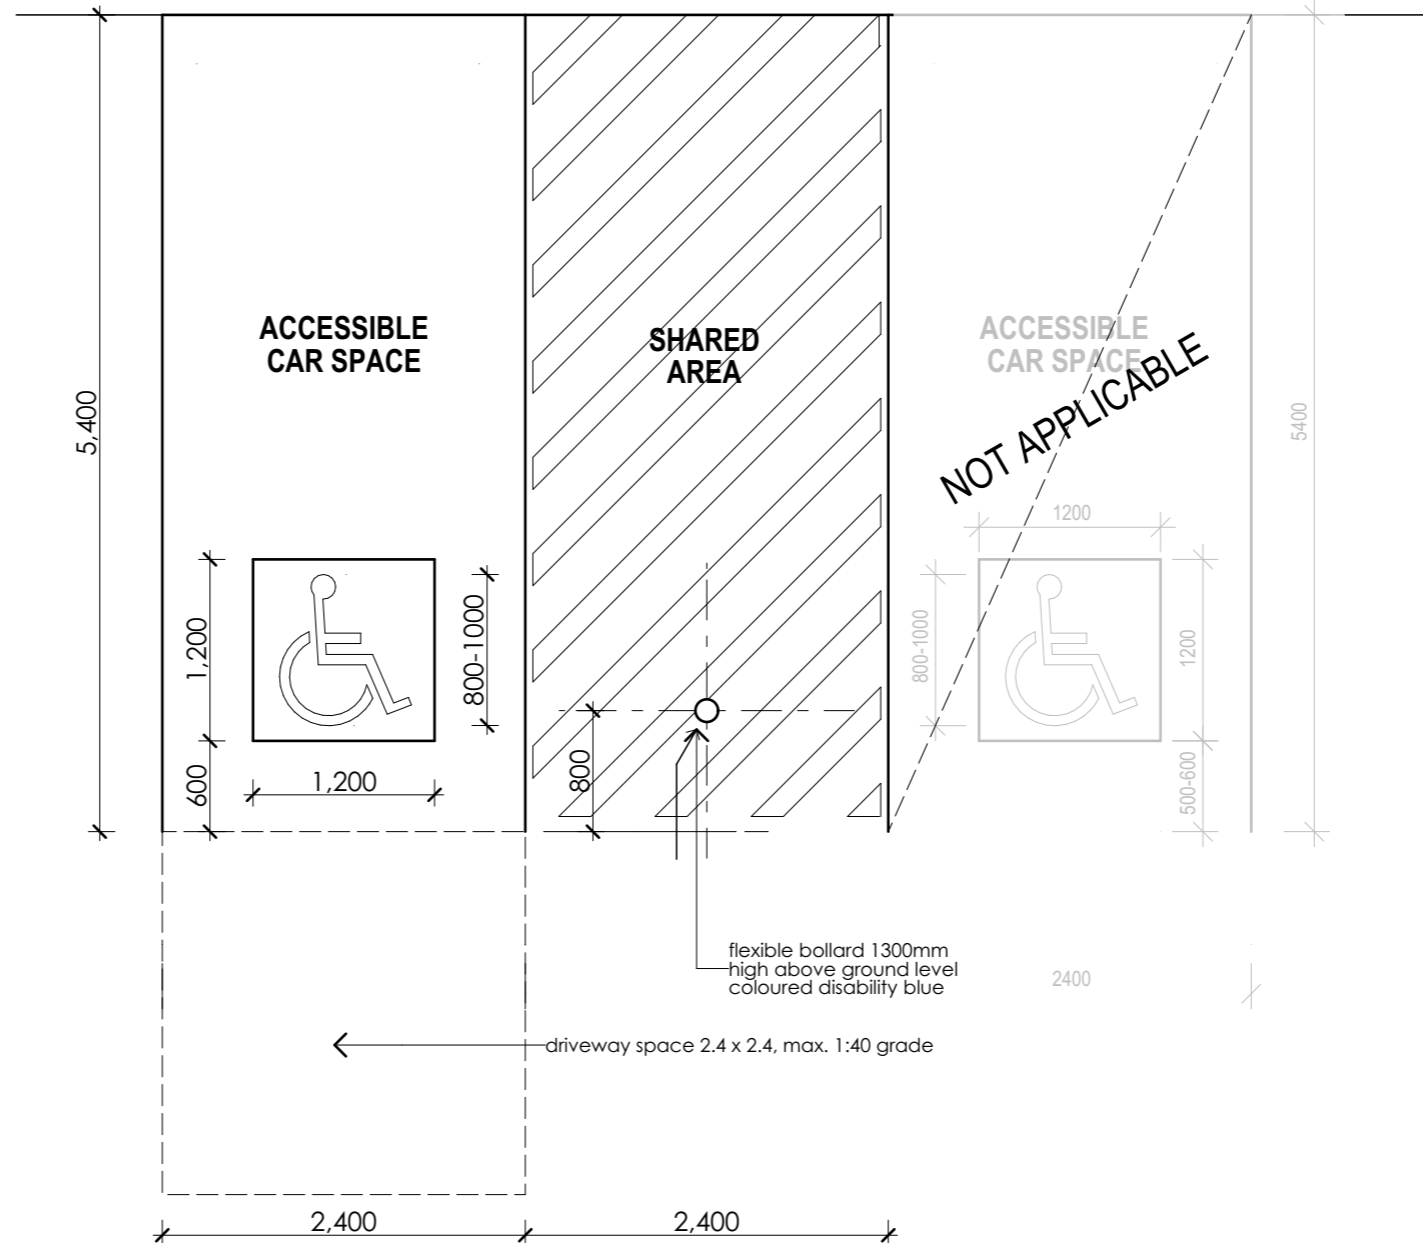 ACCESSIBLE
CAR SPACE
SHARED
AREA
ACCESSIBLE
CAR SPACE
NOT APPLICABLE
5,400
5400
1200
1,200
800-1000
800-1000
1200
600
1,200
800
500-600
flexible bollard 1300mm
high above ground level
coloured disability blue
2400
driveway space 2.4 x 2.4, max. 1:40 grade
2,400
2,400